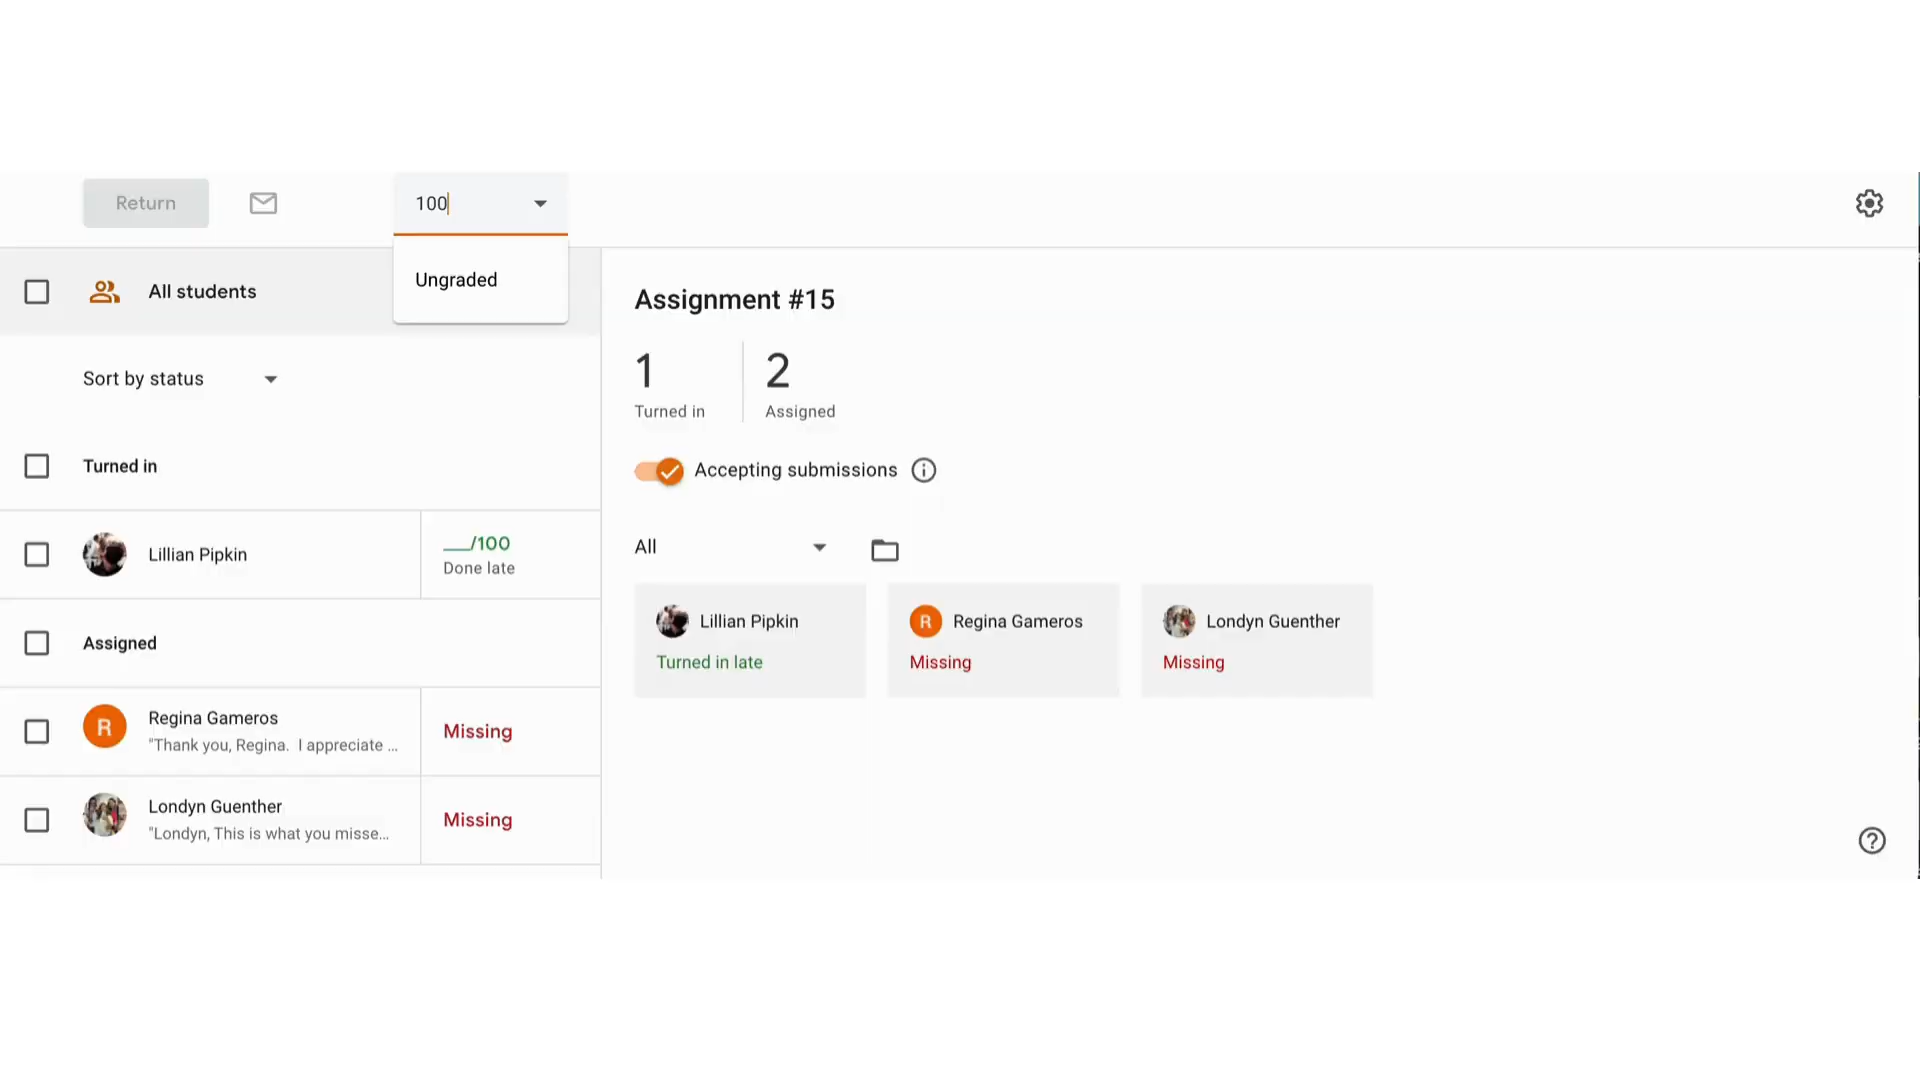 Return
100
Ungraded
All students
Sort by status
Turned in
Lillian Pipkin
__/100
Done late
Assigned
Regina Gameros
"Thank you, Regina.  I appreciate ...
Missing
Londyn Guenther
"Londyn, This is what you misse...
Missing
Assignment #15
1
Turned in
2
Assigned
Accepting submissions
All
Lillian Pipkin
Turned in late
R Regina Gameros
Missing
Londyn Guenther
Missing
R